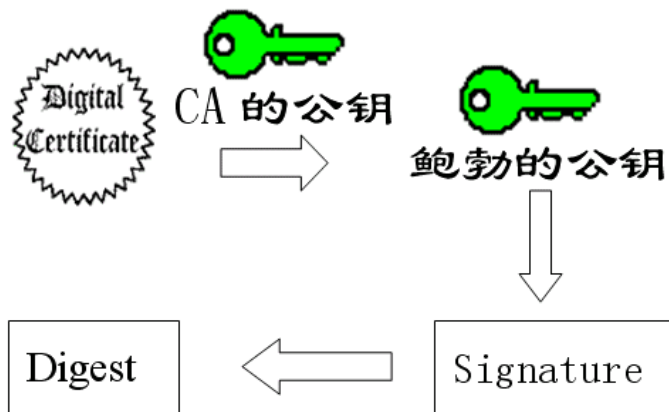 Digital
Certificate
CA 的公钥
鲍勃的公钥
Digest
Signature